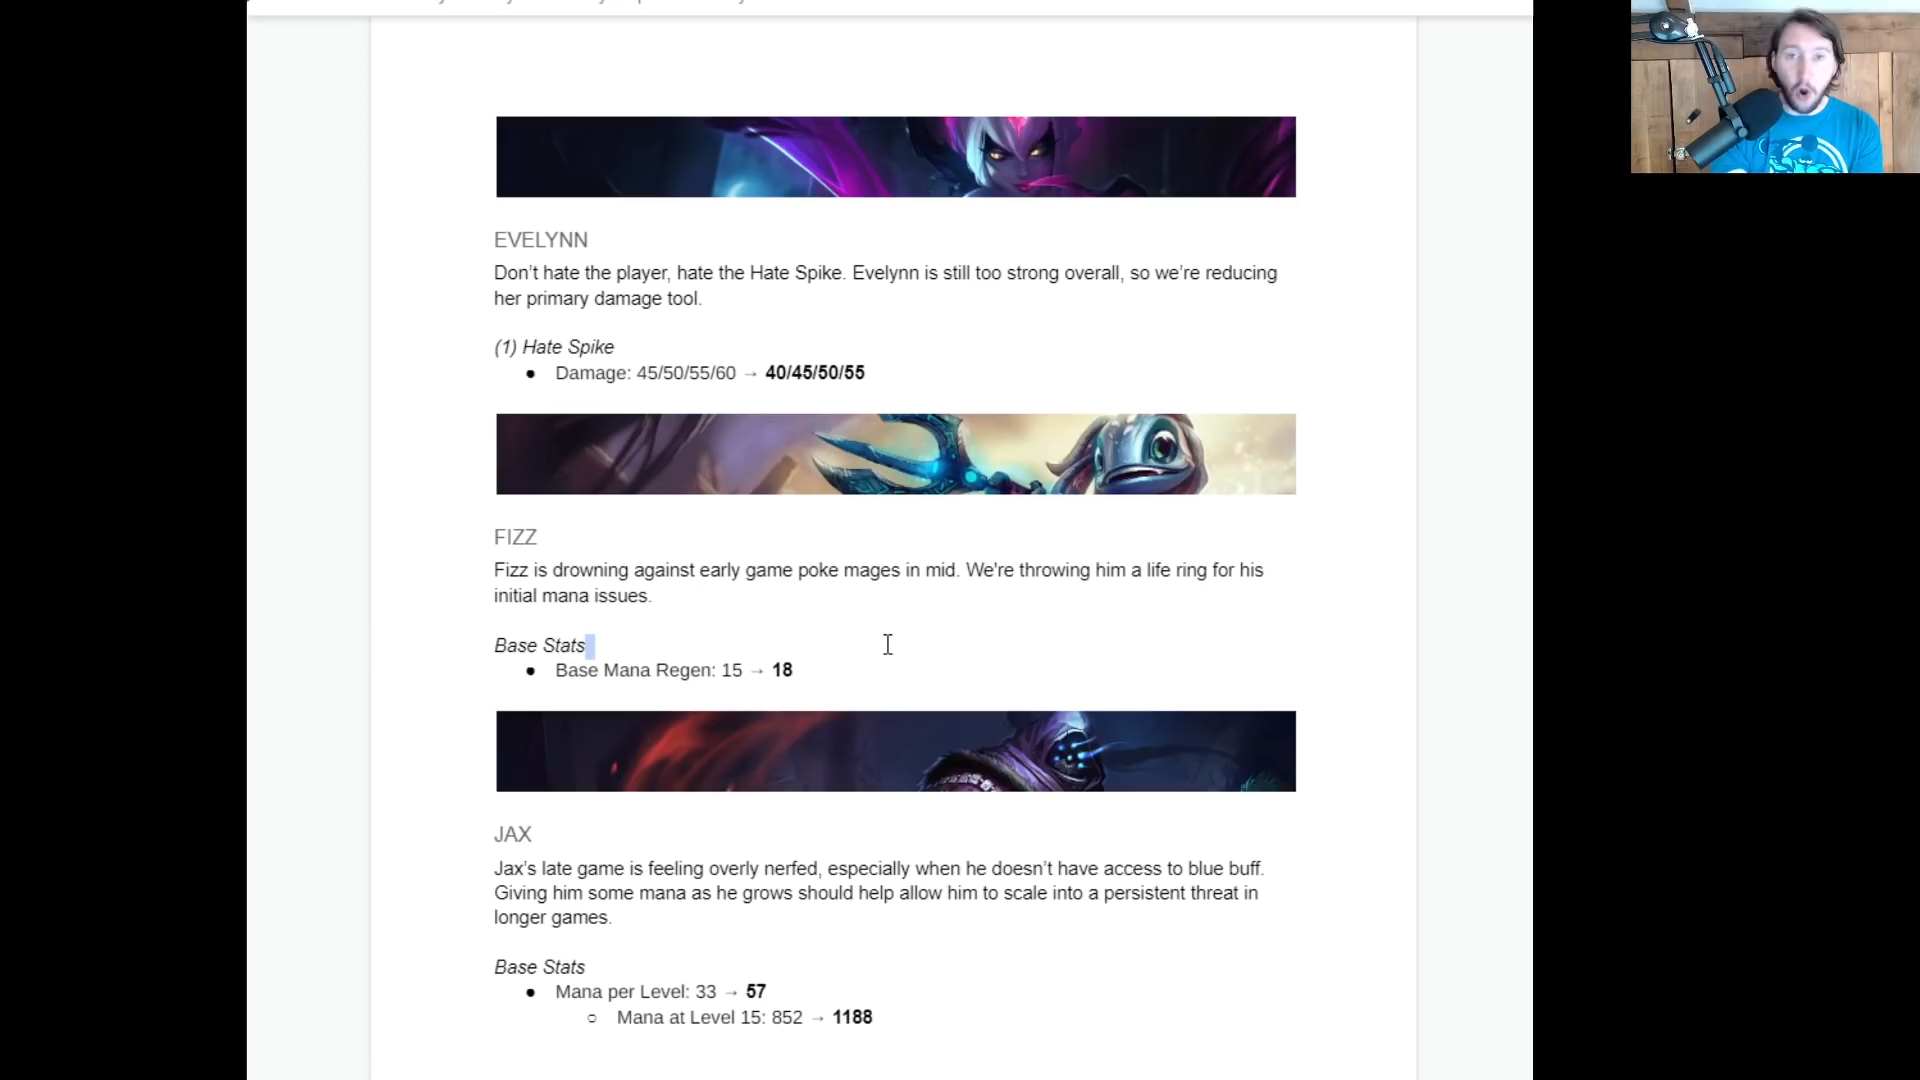 EVELYNN
Don’t hate the player, hate the Hate Spike. Evelynn is still too strong overall, so we’re reducing
her primary damage tool.
(1) Hate Spike
● Damage: 45/50/55/60 → 40/45/50/55
FIZZ
Fizz is drowning against early game poke mages in mid. We're throwing him a life ring for his
initial mana issues.
Base Stats
● Base Mana Regen: 15 → 18
JAX
Jax’s late game is feeling overly nerfed, especially when he doesn’t have access to blue buff.
Giving him some mana as he grows should help allow him to scale into a persistent threat in
longer games.
Base Stats
● Mana per Level: 33 → 57
○ Mana at Level 15: 852 → 1188